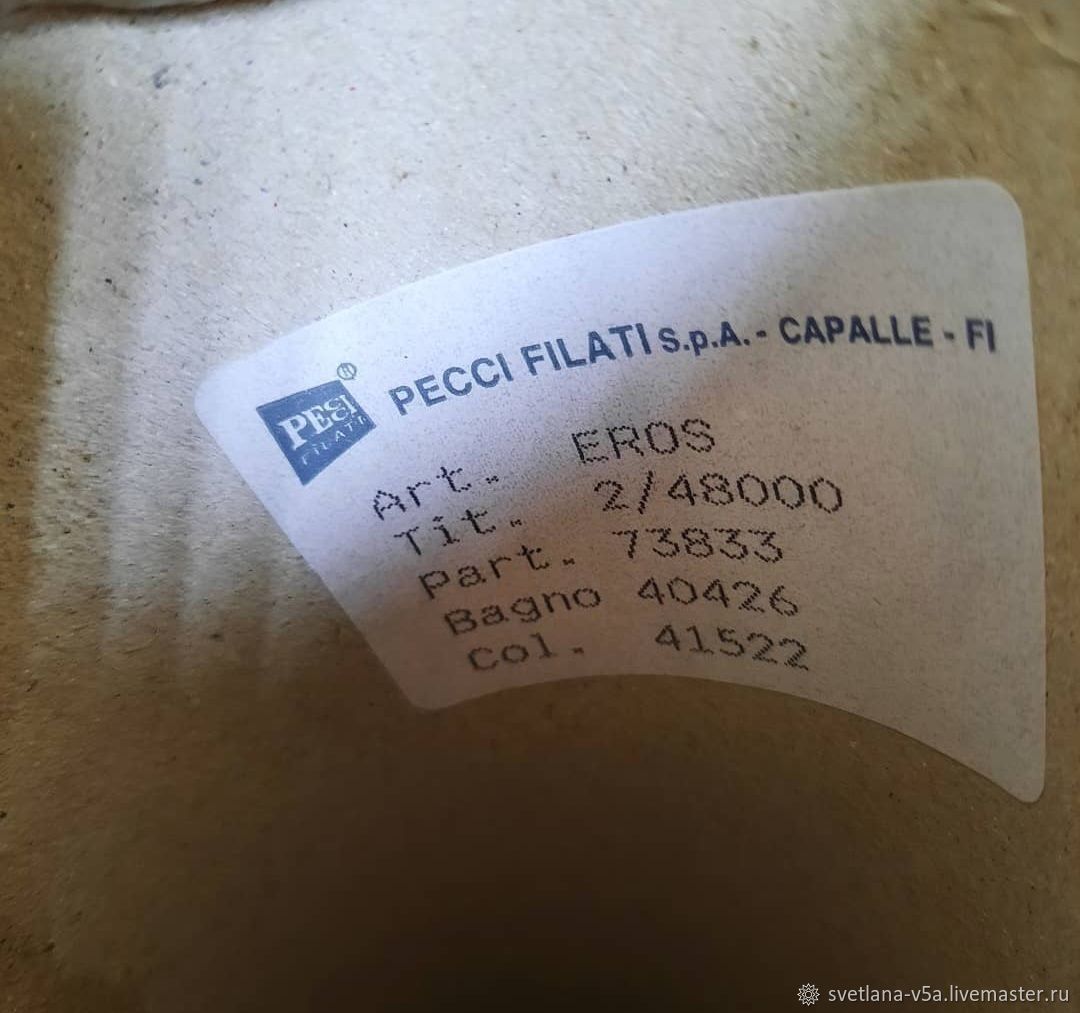 PECCI
FILATI
®
PECCI FILATI S.p.A. - CAPALLE - FI
Art. EROS
Tit. 2/48000
Part. 73833
Bagno 40426
Col. 41522
svetlana-v5a.livemaster.ru